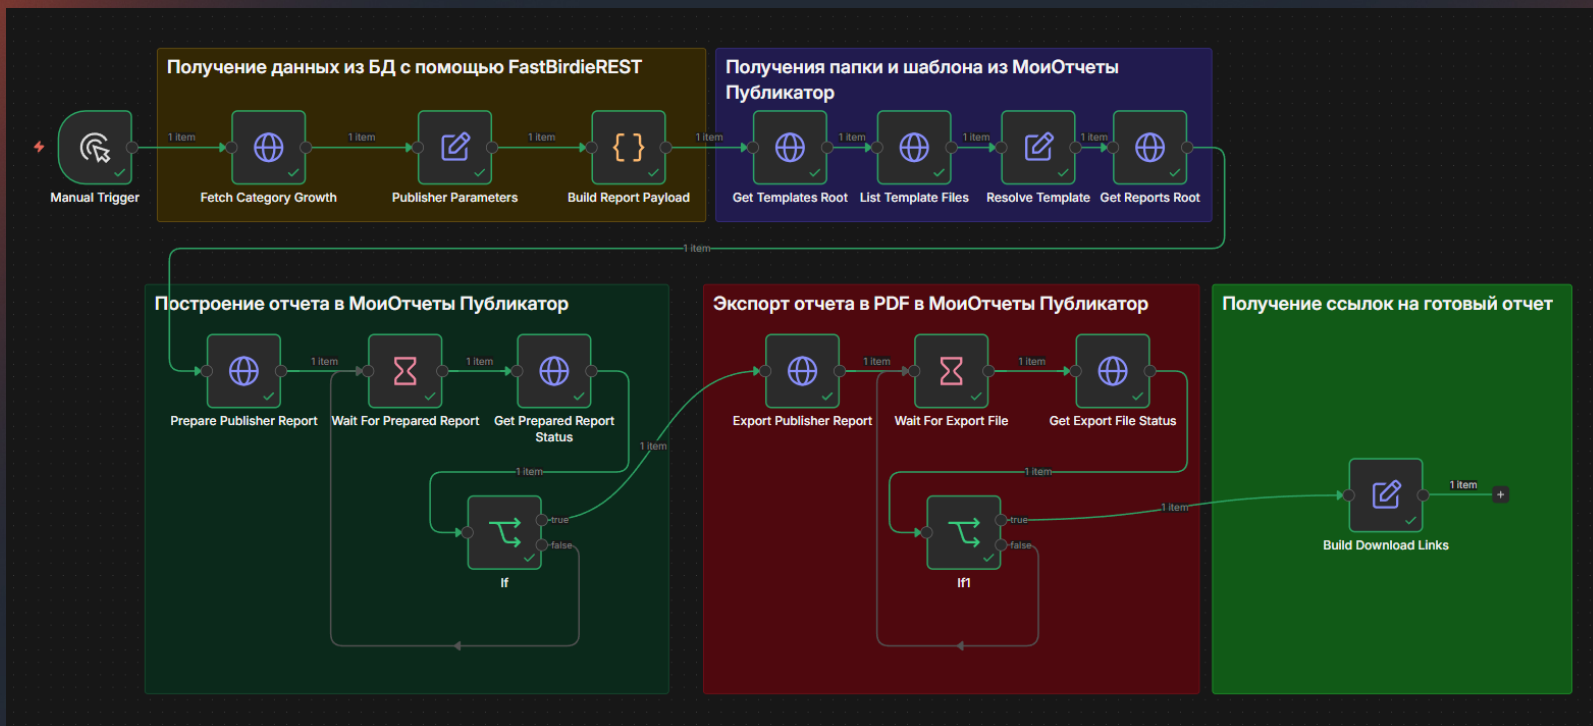 Получение данных из БД с помощью FastBirdieREST
Получения папки и шаблона из МоиОтчеты
Публикатор
1 item
1 item
1 item
1 item
1 item
1 item
1 item
Manual Trigger
Fetch Category Growth
Publisher Parameters
Build Report Payload
Get Templates Root
List Template Files
Resolve Template
Get Reports Root
1 item
Построение отчета в МоиОтчеты Публикатор
Экспорт отчета в PDF в МоиОтчеты Публикатор
Получение ссылок на готовый отчет
1 item
1 item
1 item
1 item
Prepare Publisher Report
Wait For Prepared Report
Get Prepared Report
Status
Export Publisher Report
Wait For Export File
Get Export File Status
1 item
1 item
1 item
1 item
1 item
true
false
true
false
If
If1
Build Download Links